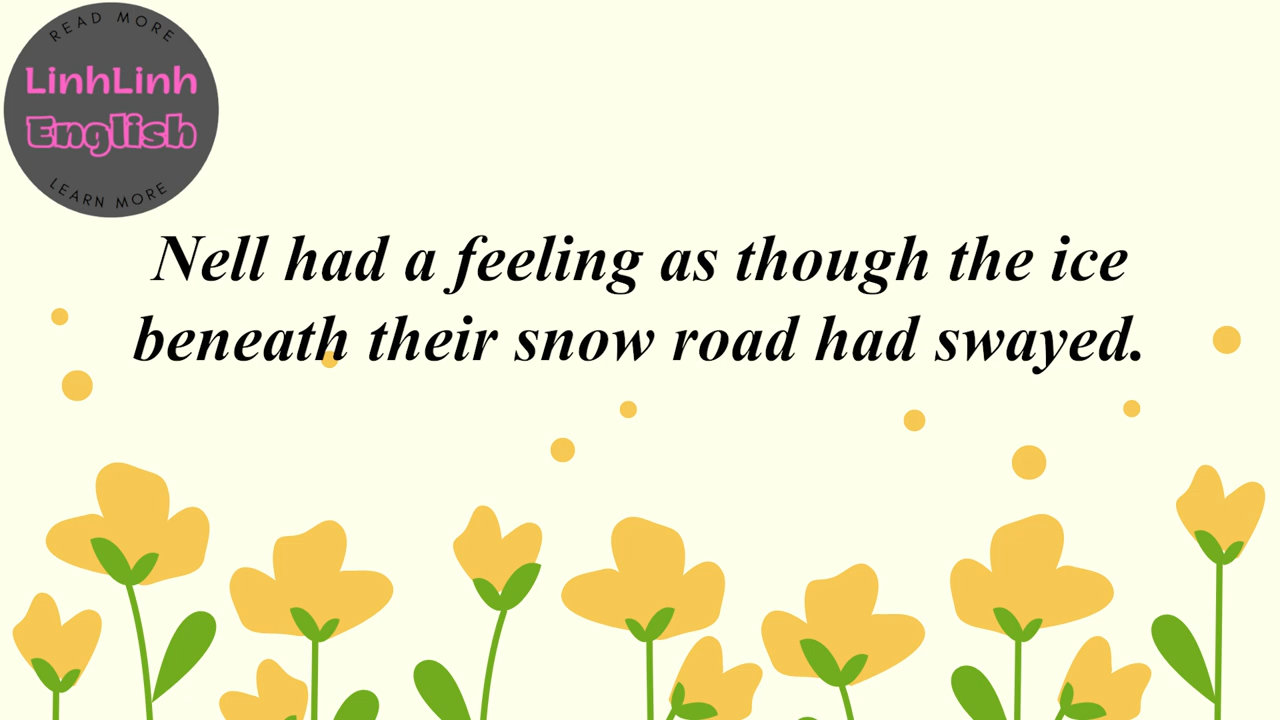 READ MORE
LinhLinh
English
LEARN MORE
Nell had a feeling as though the ice
beneath their snow road had swayed.